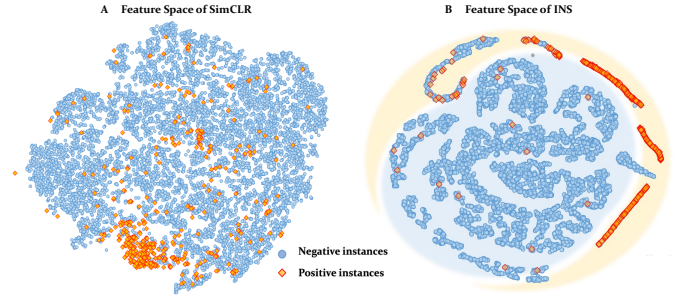 A Feature Space of SimCLR
B Feature Space of INS
Negative instances
Positive instances